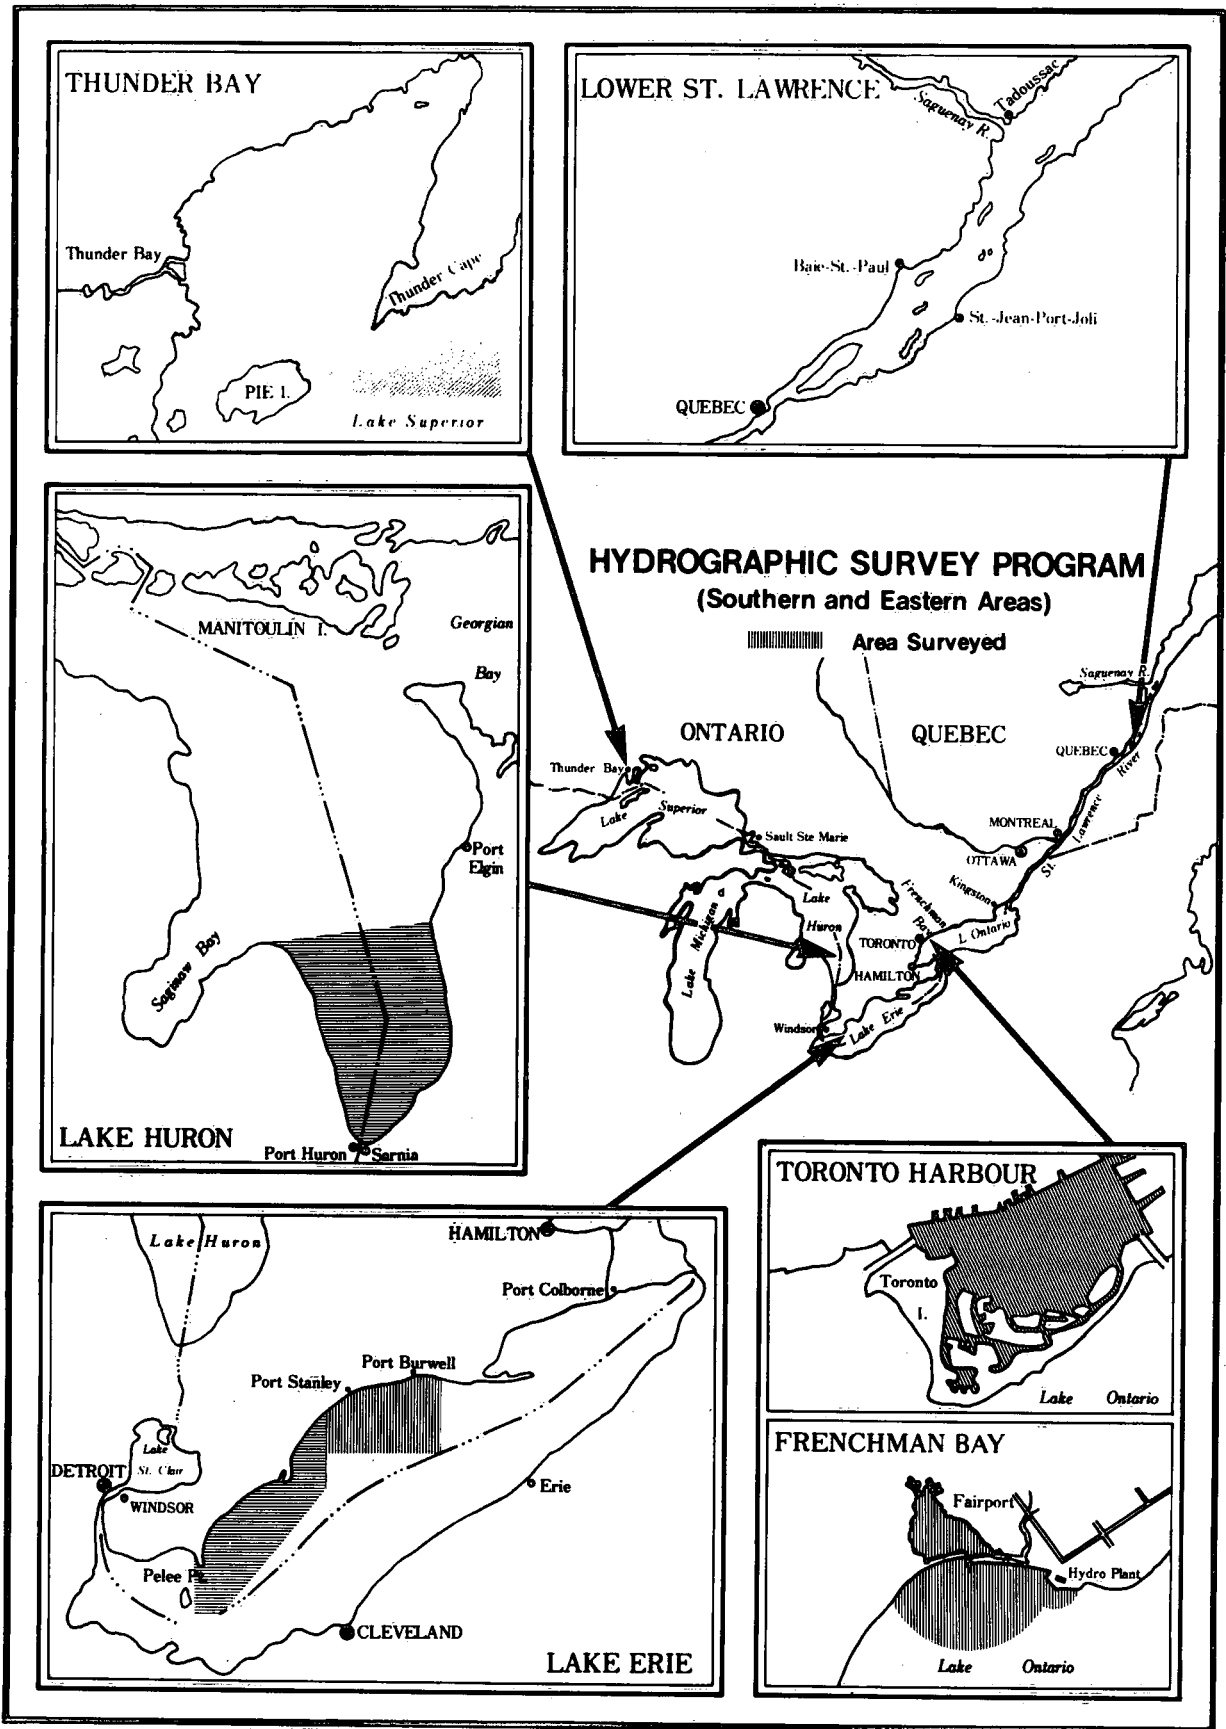 THUNDER BAY
Thunder Bay
Thunder Cape
PIE I.
Lake Superior
LOWER ST. LAWRENCE
Saguenay R.
Tadoussac
Baie-St.-Paul
St.-Jean-Port-Joli
QUEBEC
MANITOULIN I.
Georgian
Bay
Port
Elgin
Saginaw Bay
LAKE HURON
Port Huron
Sarnia
HYDROGRAPHIC SURVEY PROGRAM
(Southern and Eastern Areas)
Area Surveyed
ONTARIO
QUEBEC
Saguenay R.
QUEBEC
St. Lawrence River
MONTREAL
OTTAWA
Kingston
Thunder Bay
Lake Superior
Sault Ste Marie
Lake Michigan
Lake
Huron
Frenchman
Bay
TORONTO
L. Ontario
HAMILTON
Windsor
Lake Erie
Lake Huron
HAMILTON
Port Colborne
Port Burwell
Port Stanley
Lake
St. Clair
DETROIT
WINDSOR
Erie
Pelee Pt.
CLEVELAND
LAKE ERIE
TORONTO HARBOUR
Toronto
I.
Lake Ontario
FRENCHMAN BAY
Fairport
Hydro Plant
Lake Ontario